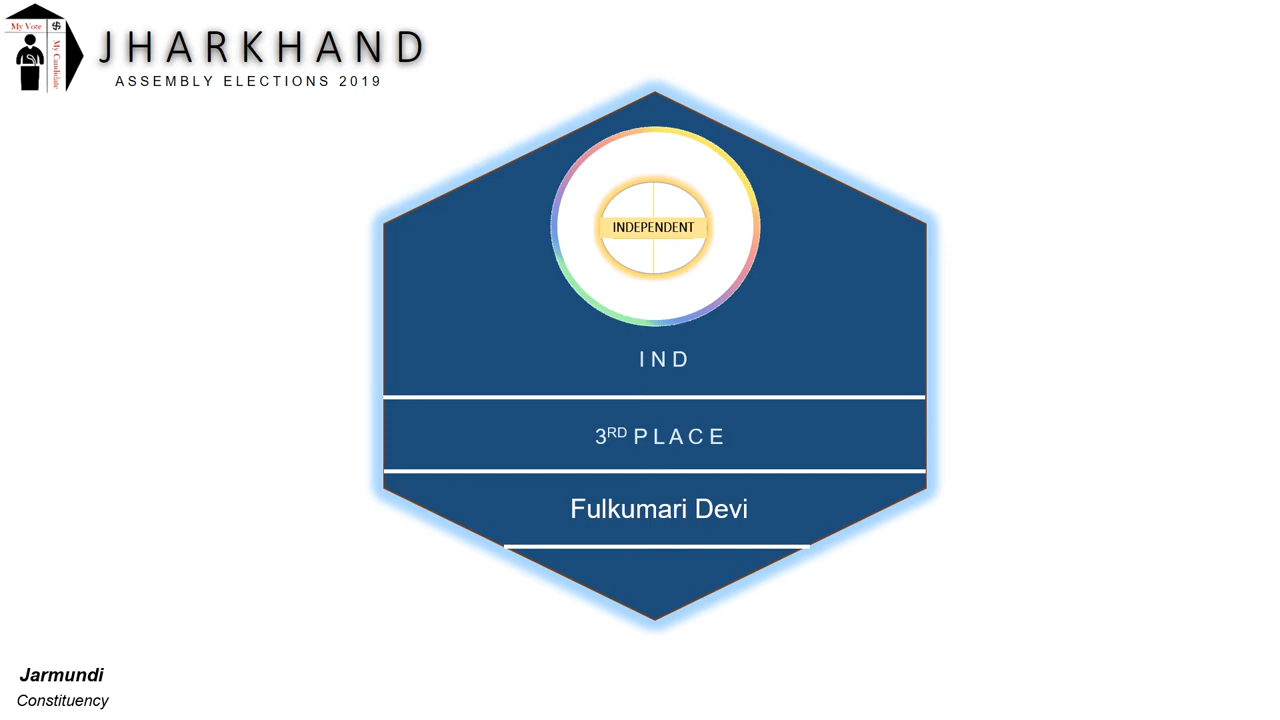 My Vote
My Candidate
JHARKHAND
ASSEMBLY ELECTIONS 2019
INDEPENDENT
IND
3RD PLACE
Fulkumari Devi
Jarmundi
Constituency